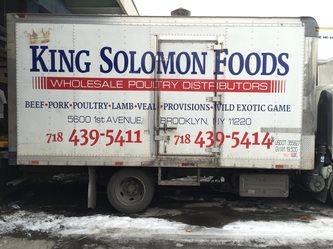 KING SOLOMON FOODS
WHOLESALE POULTRY DISTRIBUTORS
BEEF•PORK•POULTRY•LAMB•VEAL•PROVISIONS•WILD EXOTIC GAME
5600 1st AVENUE, BROOKLYN, NY 11220
718 439-5411 718 439-5414